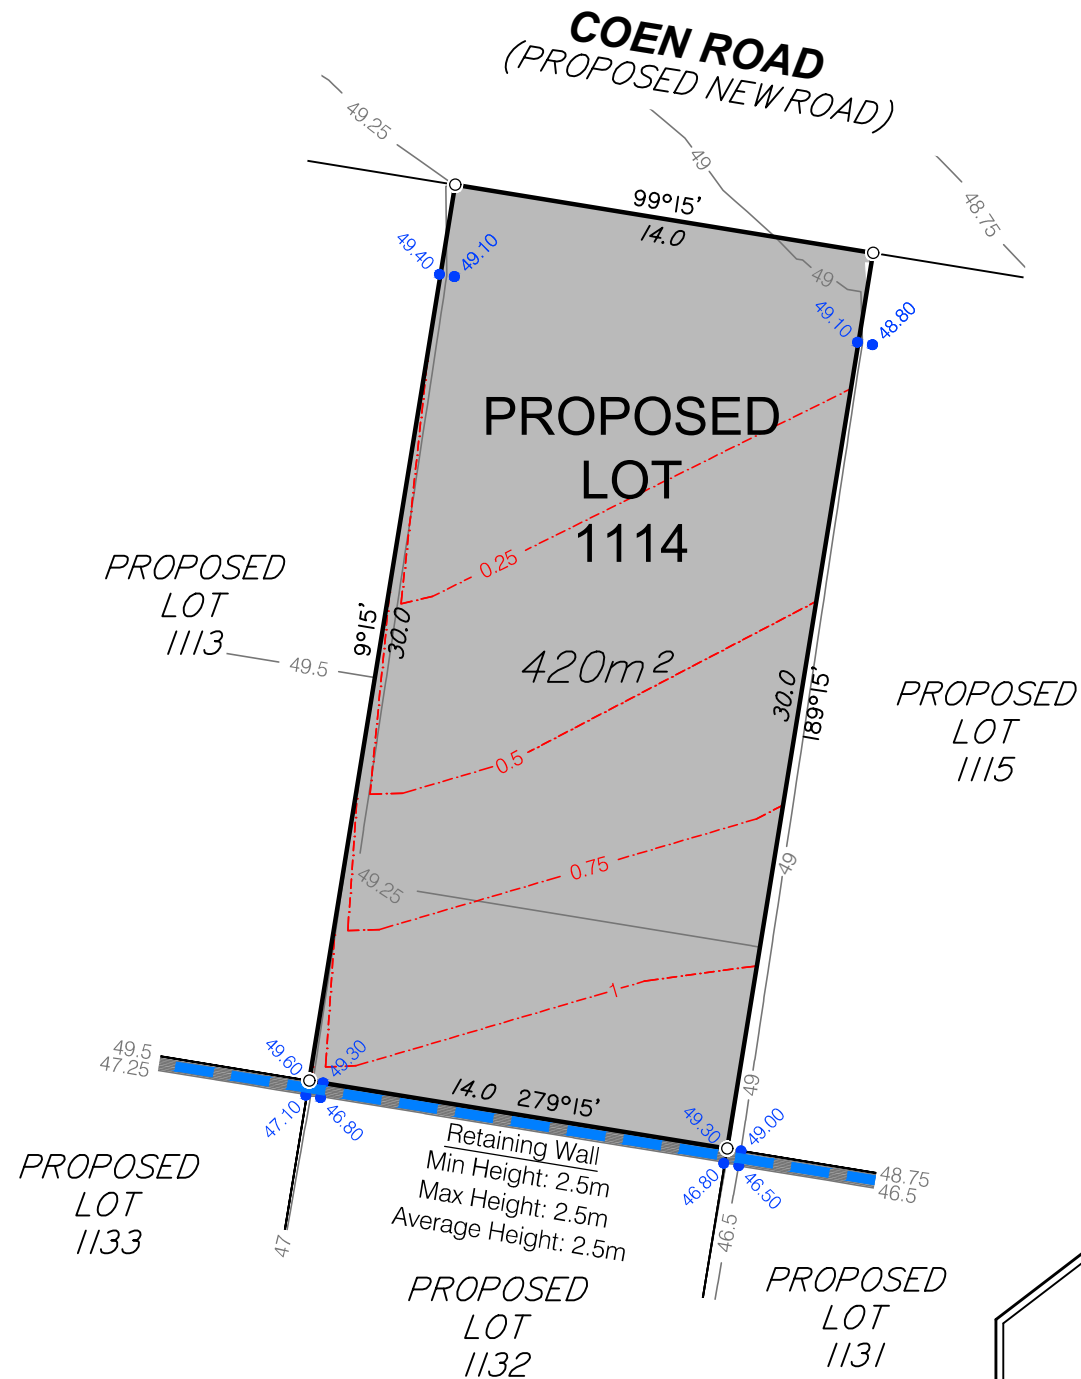 COEN ROAD
(PROPOSED NEW ROAD)
49.25
49
48.75
99°15'
14.0
49.40
49.10
49
49.10
48.80
PROPOSED
LOT
1114
0.25
PROPOSED
LOT
1113
9°15'
30.0
49.5
420m²
30.0
189°15'
PROPOSED
LOT
1115
0.5
0.75
49
49.25
1
49.5
47.25
49.60
49.30
47.10
46.80
14.0 279°15'
49
49.30
49.00
46.80
46.50
48.75
46.5
Retaining Wall
Min Height: 2.5m
Max Height: 2.5m
Average Height: 2.5m
PROPOSED
LOT
1133
47
46.5
PROPOSED
LOT
1132
PROPOSED
LOT
1131